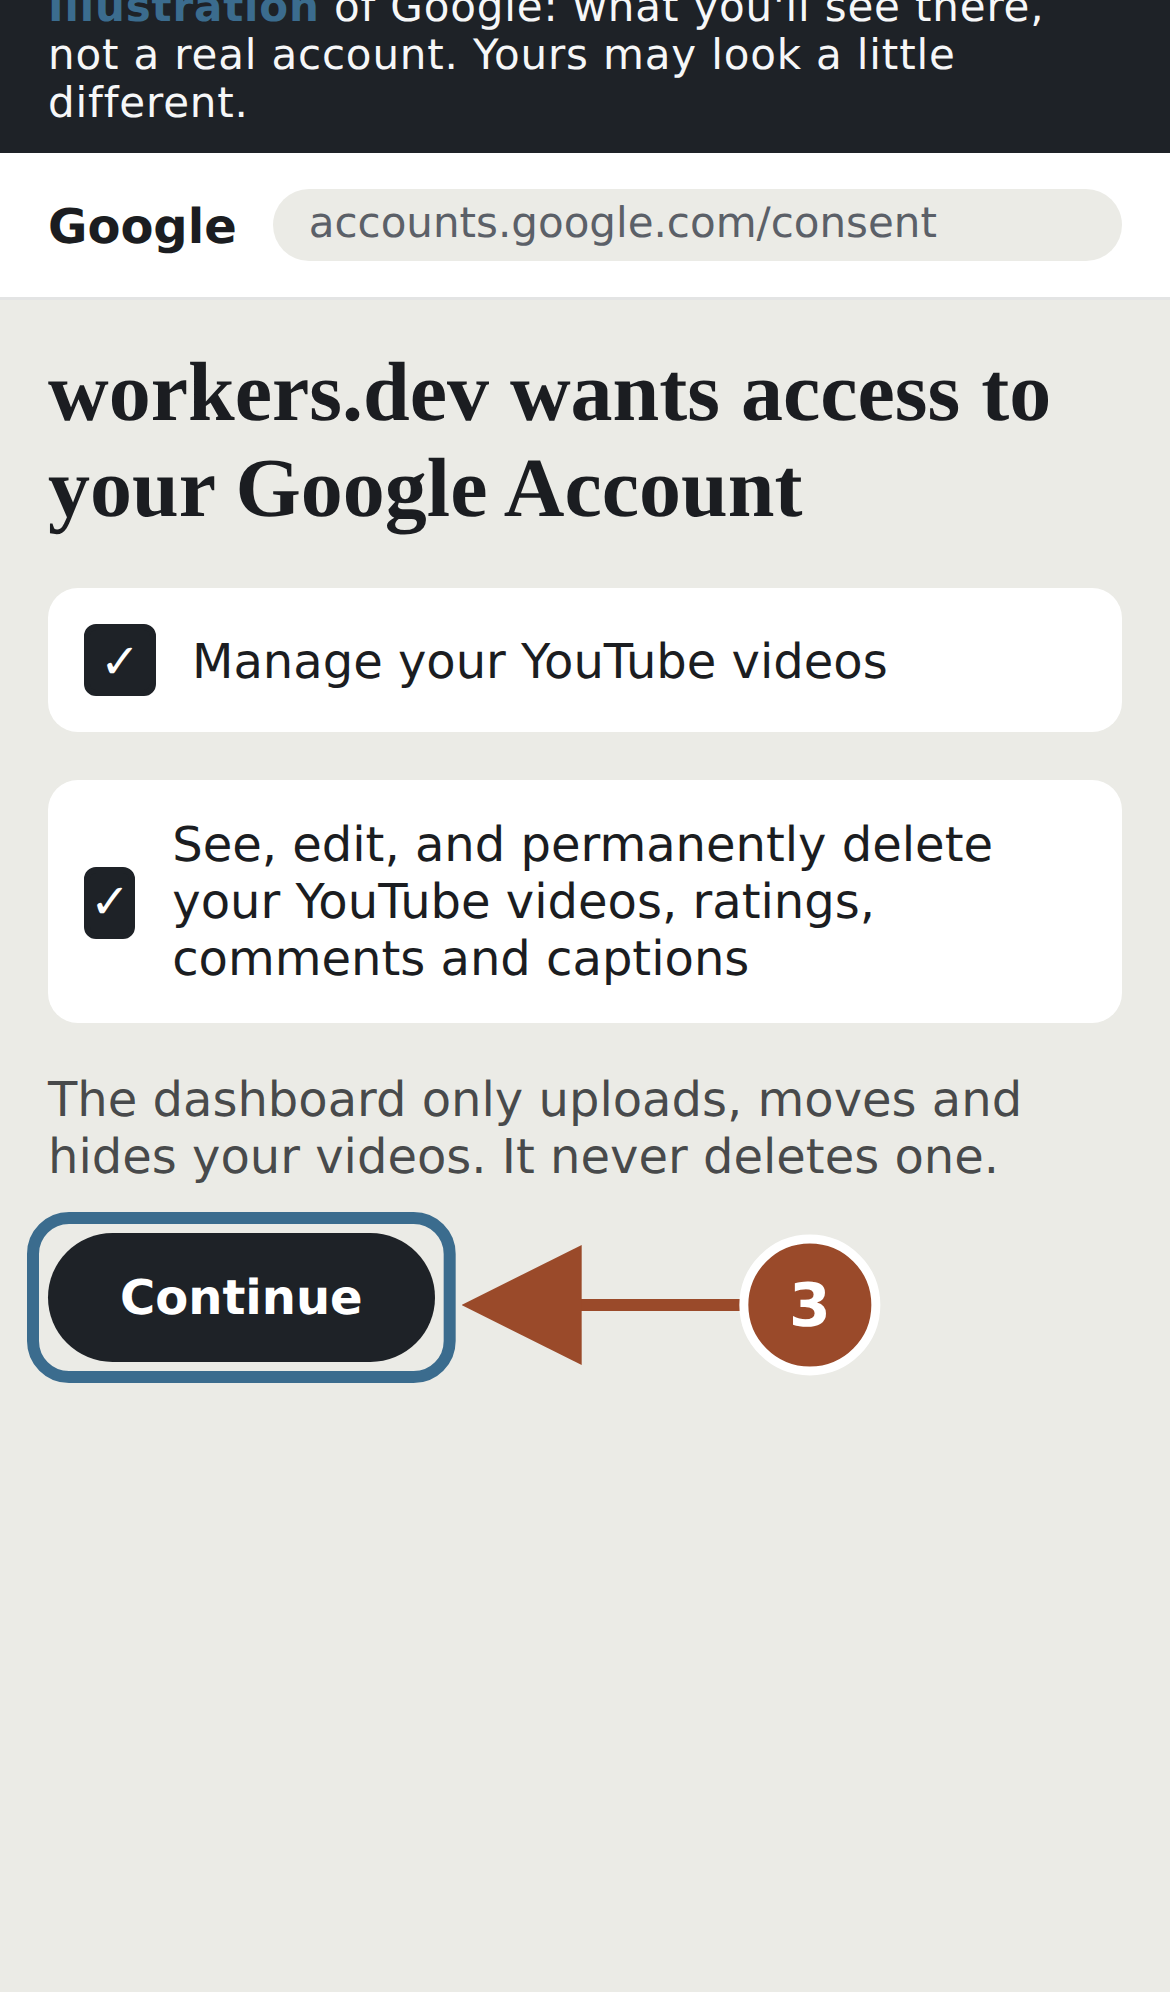 Illustration of Google: what you'll see there,
not a real account. Yours may look a little
different.
Google
accounts.google.com/consent
workers.dev wants access to
your Google Account
✓ Manage your YouTube videos
✓ See, edit, and permanently delete
your YouTube videos, ratings,
comments and captions
The dashboard only uploads, moves and
hides your videos. It never deletes one.
Continue
3